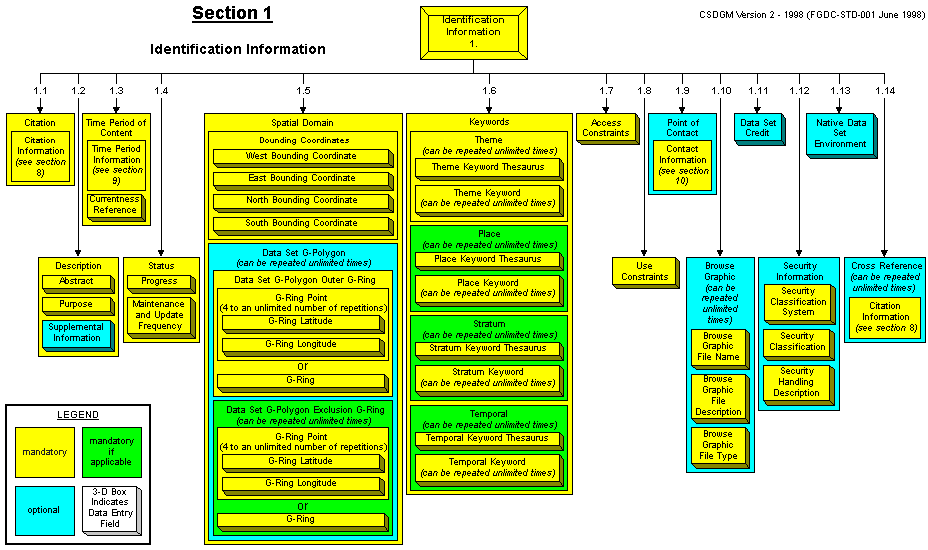 Section 1
Identification Information
Identification
Information
1.
CSDGM Version 2 - 1998 (FGDC-STD-001 June 1998)
1.1
1.2
1.3
1.4
1.5
1.6
1.7
1.8
1.9
1.10
1.11
1.12
1.13
1.14
Citation
Citation
Information
(see section
8)
Time Period of
Content
Time Period
Information
(see section
9)
Currentness
Reference
Description
Abstract
Purpose
Supplemental
Information
Status
Progress
Maintenance
and Update
Frequency
Spatial Domain
Dounding Coordinates
West Bounding Coordinate
East Bounding Coordinate
North Bounding Coordinate
South Bounding Coordinate
Data Set G-Polygon
(can be repeated unlimited times)
Data Set G-Polygon Outer G-Ring
G-Ring Point
(4 to an unlimited number of repetitions)
G-Ring Latitude
G-Ring Longitude
or
G-Ring
Data Set G-Polygon Exclusion G-Ring
(can be repeated unlimited times)
G-Ring Point
(4 to an unlimited number of repetitions)
G-Ring Latitude
G-Ring Longitude
or
G-Ring
Keywords
Theme
(can be repeated unlimited times)
Theme Keyword Thesaurus
Theme Keyword
(can be repeated unlimited times)
Place
(can be repeated unlimited times)
Place Keyword Thesaurus
Place Keyword
(can be repeated unlimited times)
Stratum
(can be repeated unlimited times)
Stratum Keyword Thesaurus
Stratum Keyword
(can be repeated unlimited times)
Temporal
(can be repeated unlimited times)
Temporal Keyword Thesaurus
Temporal Keyword
(can be repeated unlimited times)
Access
Constraints
Use
Constraints
Point of
Contact
Contact
Information
(see section
10)
Browse
Graphic
(can be
repeated
unlimited
times)
Browse
Graphic
File Name
Browse
Graphic
File
Description
Browse
Graphic
File Type
Data Set
Credit
Security
Information
Security
Classification
System
Security
Classification
Security
Handling
Description
Native Data
Set
Environment
Cross Reference
(can be repeated
unlimited times)
Citation
Information
(see section 8)
LEGEND
mandatory
mandatory
if
applicable
optional
3-D Box
Indicates
Data Entry
Field